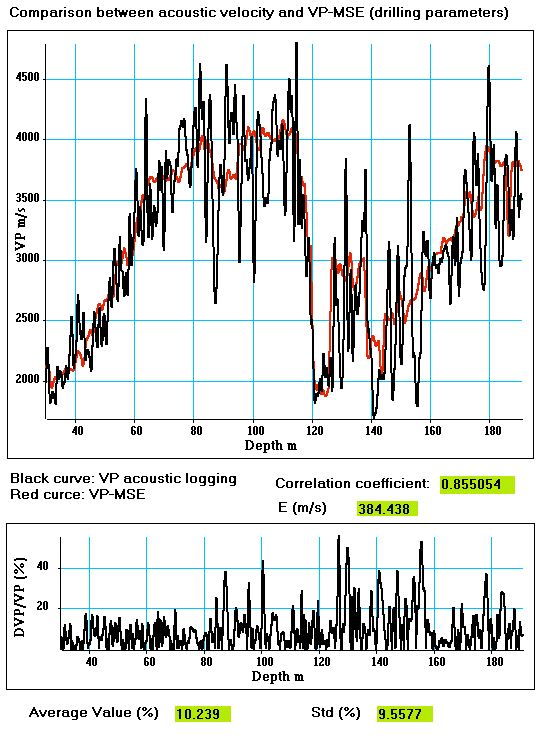 Comparison between acoustic velocity and VP-MSE (drilling parameters)
VP m/s
4500
4000
3500
3000
2500
2000
40 60 80 100 120 140 160 180
Depth m
Black curve: VP acoustic logging
Red curce: VP-MSE
Correlation coefficient: 0.855054
E (m/s) 384.438
DVP/VP (%)
40
20
40 60 80 100 120 140 160 180
Depth m
Average Value (%) 10.239 Std (%) 9.5577